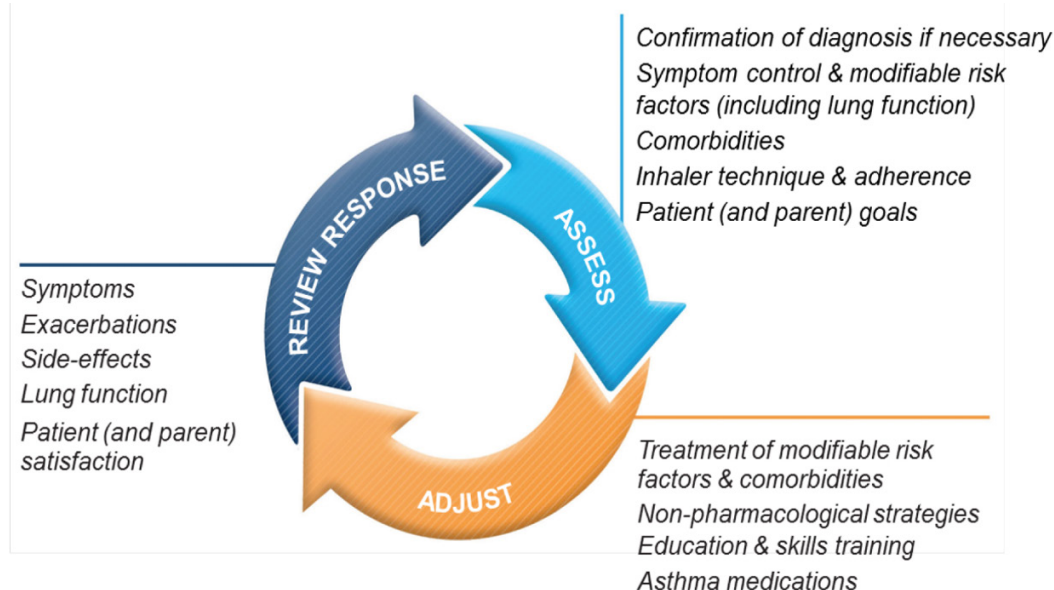 Confirmation of diagnosis if necessary
Symptom control & modifiable risk
factors (including lung function)
Comorbidities
Inhaler technique & adherence
Patient (and parent) goals
REVIEW RESPONSE
ASSESS
Symptoms
Exacerbations
Side-effects
Lung function
Patient (and parent)
satisfaction
ADJUST
Treatment of modifiable risk
factors & comorbidities
Non-pharmacological strategies
Education & skills training
Asthma medications